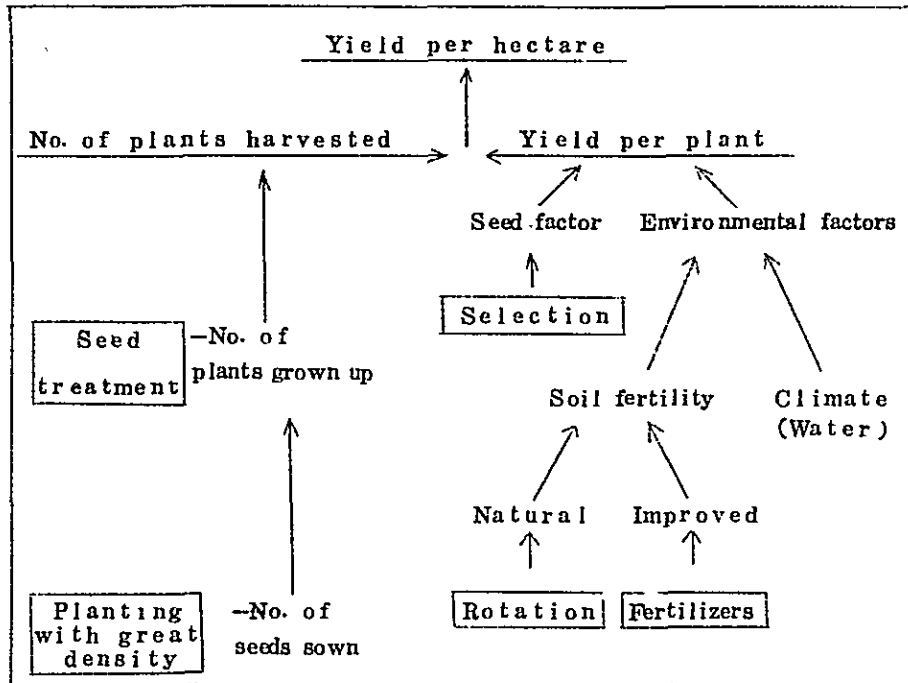 Yield per hectare
No. of plants harvested
Yield per plant
Seed factor
Environmental factors
Selection
Seed
treatment
—No. of
plants grown up
Soil fertility
Climate
(Water)
Natural
Improved
Planting
with great
density
—No. of
seeds sown
Rotation
Fertilizers